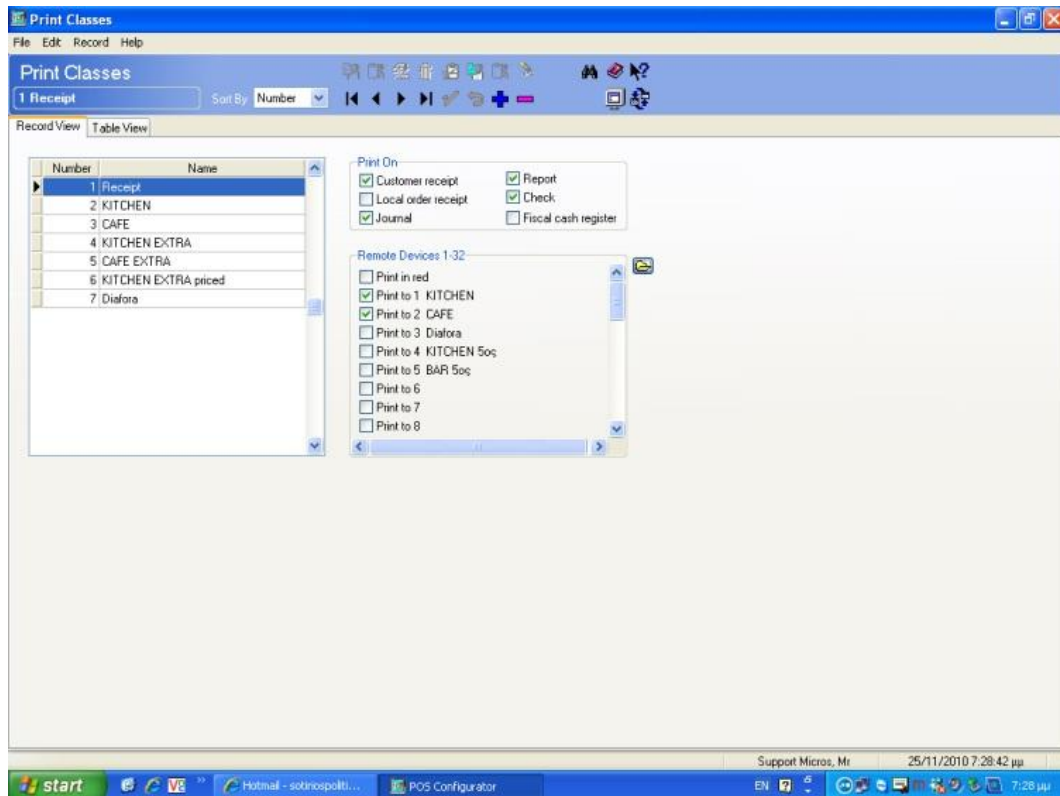 Print Classes
File Edit Record Help
Print Classes
1 Receipt
Sort By Number
Record View Table View
Number Name
1 Receipt
2 KITCHEN
3 CAFE
4 KITCHEN EXTRA
5 CAFE EXTRA
6 KITCHEN EXTRA priced
7 Diafora
Print On
Customer receipt Report
Local order receipt Check
Journal Fiscal cash register
Remote Devices 1-32
Print in red
Print to 1 KITCHEN
Print to 2 CAFE
Print to 3 Diafora
Print to 4 KITCHEN 5ος
Print to 5 BAR 5ος
Print to 6
Print to 7
Print to 8
Support Micros, Mr 25/11/2010 7:28:42 μμ
start Hotmail - sotiriospoliti... POS Configurator EN 7:28 μμ